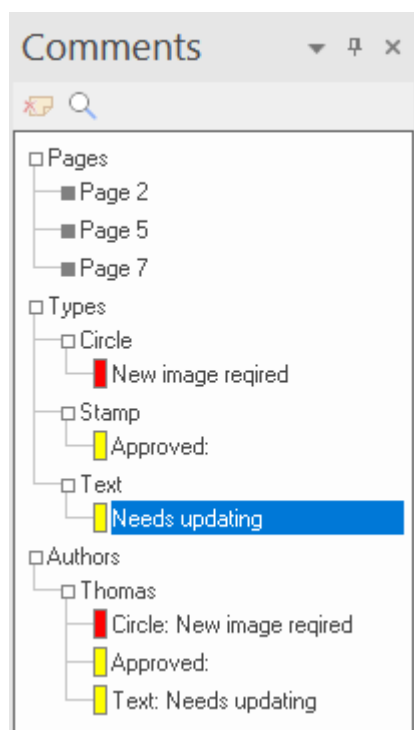 Comments
Pages
Page 2
Page 5
Page 7
Types
Circle
New image reqired
Stamp
Approved:
Text
Needs updating
Authors
Thomas
Circle: New image reqired
Approved:
Text: Needs updating